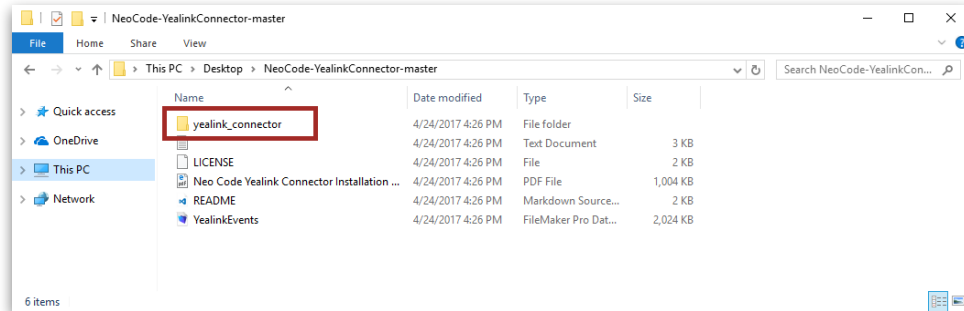 NeoCode-YealinkConnector-master
File Home Share View
This PC > Desktop > NeoCode-YealinkConnector-master
Search NeoCode-YealinkCon...
Name Date modified Type Size
Quick access
OneDrive
This PC
Network
yealink_connector 4/24/2017 4:26 PM File folder
4/24/2017 4:26 PM Text Document 3 KB
LICENSE 4/24/2017 4:26 PM File 2 KB
Neo Code Yealink Connector Installation ... 4/24/2017 4:26 PM PDF File 1,004 KB
README 4/24/2017 4:26 PM Markdown Source... 2 KB
YealinkEvents 4/24/2017 4:26 PM FileMaker Pro Dat... 2,024 KB
6 items